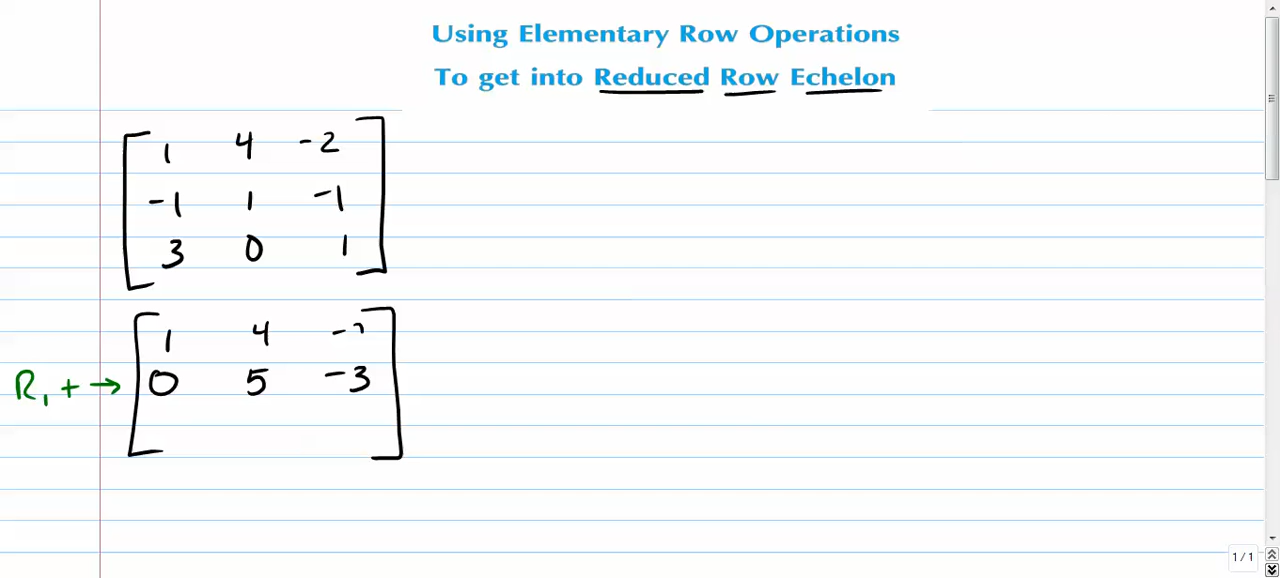 Using Elementary Row Operations
To get into Reduced Row Echelon
1 4 -2
-1 1 -1
3 0 1
1 4 -
R1 + → 0 5 -3
1 / 1